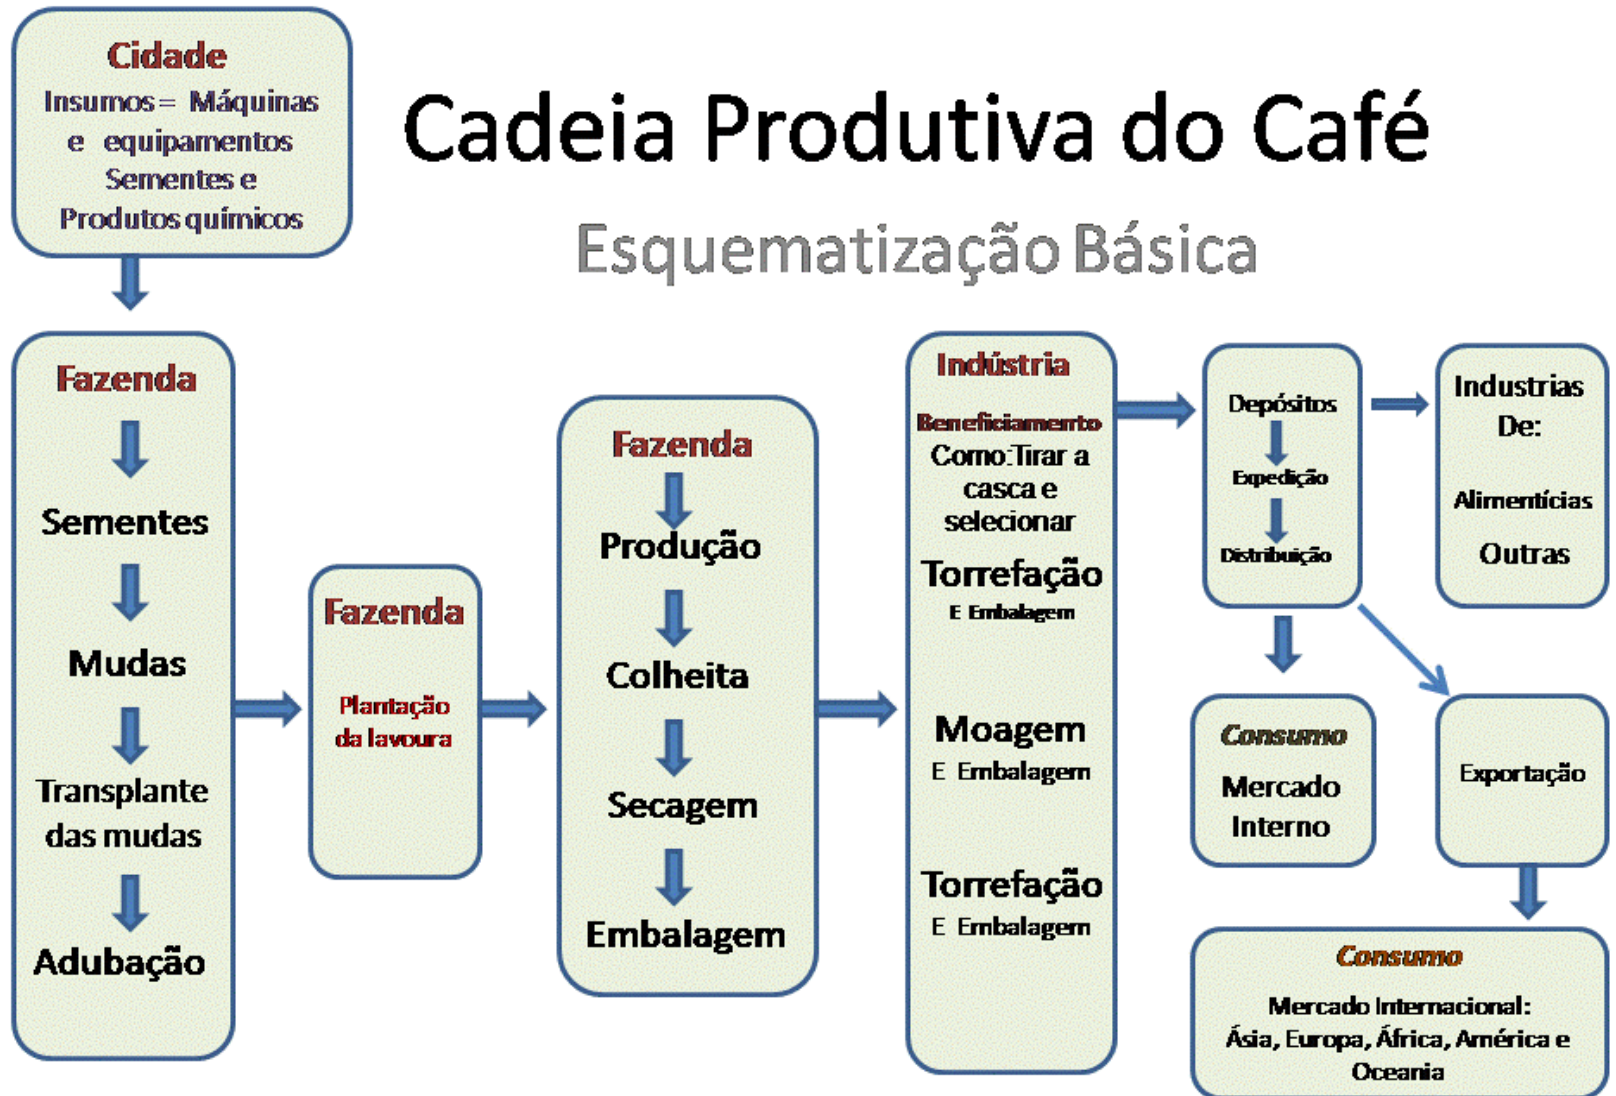 Cidade
Insumos = Máquinas
e equipamentos
Sementes e
Produtos químicos
Cadeia Produtiva do Café
Esquematização Básica
Fazenda
Sementes
Mudas
Transplante
das mudas
Adubação
Fazenda
Plantação
da lavoura
Fazenda
Produção
Colheita
Secagem
Embalagem
Indústria
Beneficiamento
Como:Tirar a
casca e
selecionar
Torrefação
E Embalagem
Moagem
E Embalagem
Torrefação
E Embalagem
Depósitos
Expedição
Distribuição
Industrias
De:
Alimentícias
Outras
Consumo
Mercado
Interno
Exportação
Consumo
Mercado Internacional:
Ásia, Europa, África, América e
Oceania